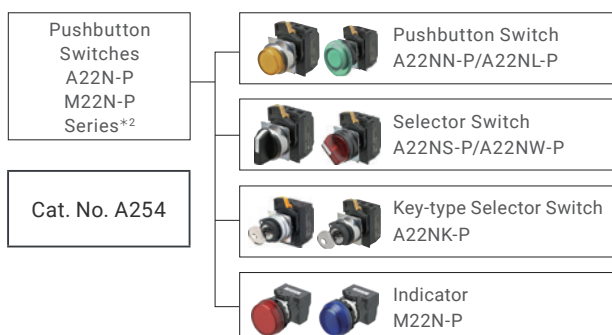 Pushbutton
Switches
A22N-P
M22N-P
Series*2
Cat. No. A254
Pushbutton Switch
A22NN-P/A22NL-P
Selector Switch
A22NS-P/A22NW-P
Key-type Selector Switch
A22NK-P
Indicator
M22N-P